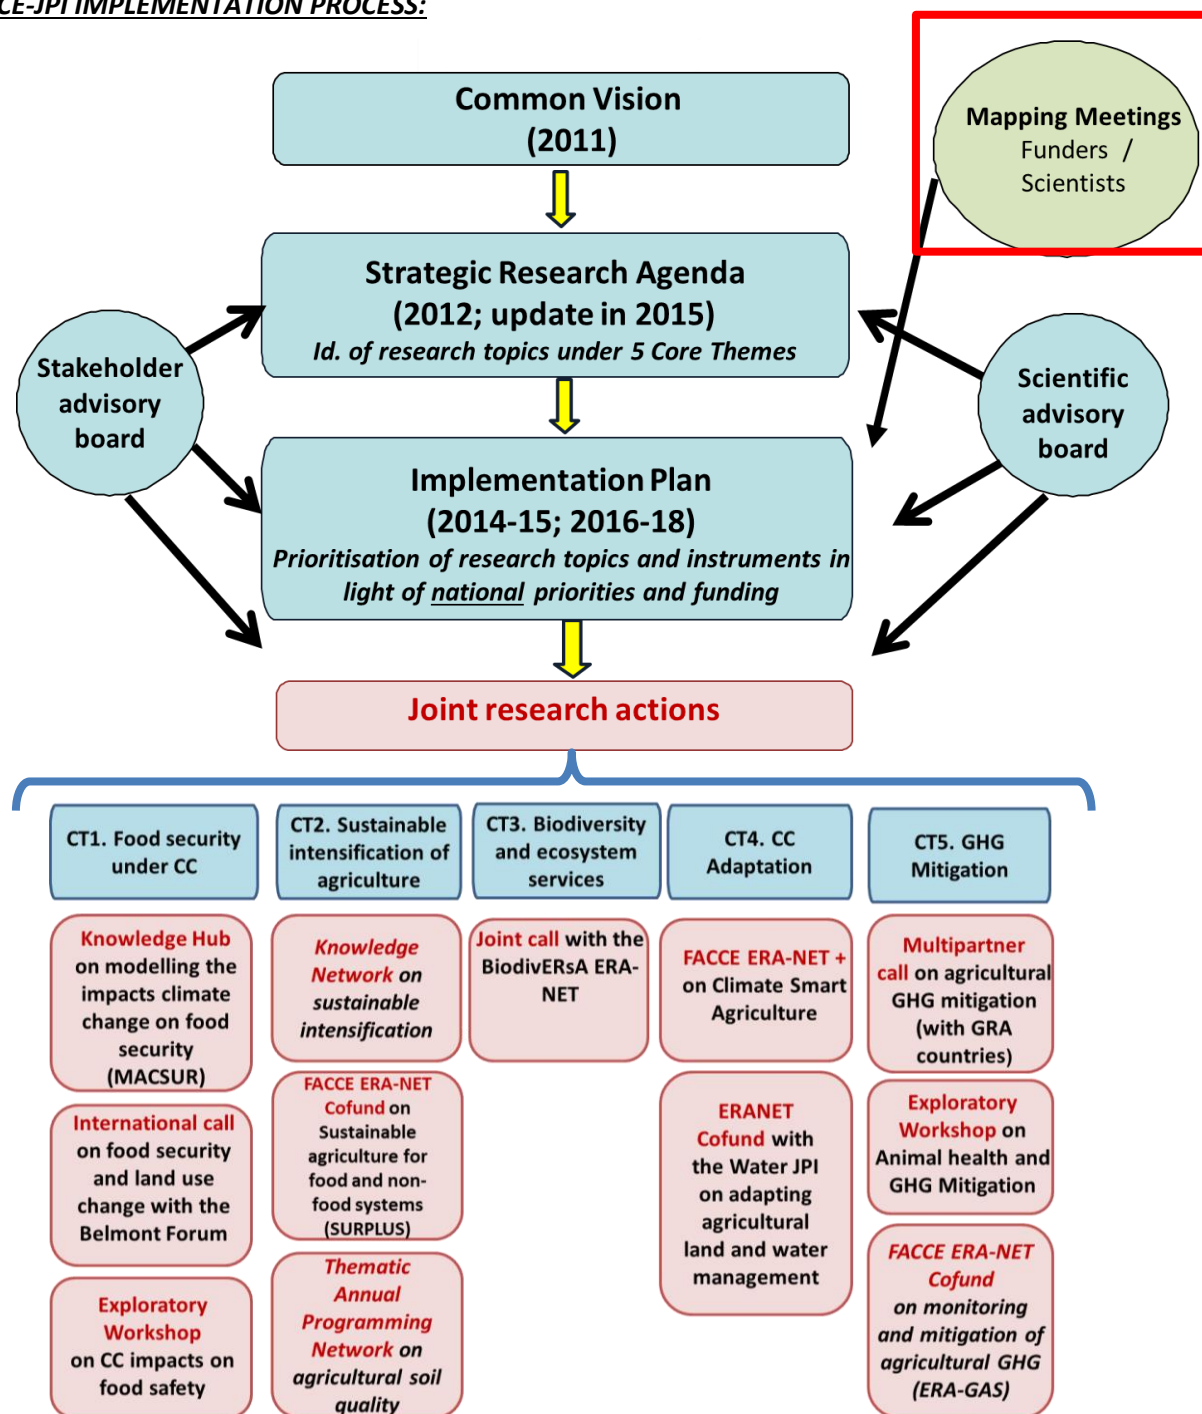 CE-JPI IMPLEMENTATION PROCESS:
Common Vision
(2011)
Mapping Meetings
Funders /
Scientists
Strategic Research Agenda
(2012; update in 2015)
Id. of research topics under 5 Core Themes
Stakeholder
advisory
board
Scientific
advisory
board
Implementation Plan
(2014-15; 2016-18)
Prioritisation of research topics and instruments in
light of national priorities and funding
Joint research actions
CT1. Food security
under CC
Knowledge Hub
on modelling the
impacts climate
change on food
security
(MACSUR)
International call
on food security
and land use
change with the
Belmont Forum
Exploratory
Workshop
on CC impacts on
food safety
CT2. Sustainable
intensification of
agriculture
Knowledge
Network on
sustainable
intensification
FACCE ERA-NET
Cofund on
Sustainable
agriculture for
food and non-
food systems
(SURPLUS)
Thematic
Annual
Programming
Network on
agricultural soil
quality
CT3. Biodiversity
and ecosystem
services
Joint call with the
BiodivERsA ERA-
NET
CT4. CC
Adaptation
FACCE ERA-NET +
on Climate Smart
Agriculture
ERANET
Cofund with
the Water JPI
on adapting
agricultural
land and water
management
CT5. GHG
Mitigation
Multipartner
call on agricultural
GHG mitigation
(with GRA
countries)
Exploratory
Workshop on
Animal health and
GHG Mitigation
FACCE ERA-NET
Cofund
on monitoring
and mitigation of
agricultural GHG
(ERA-GAS)